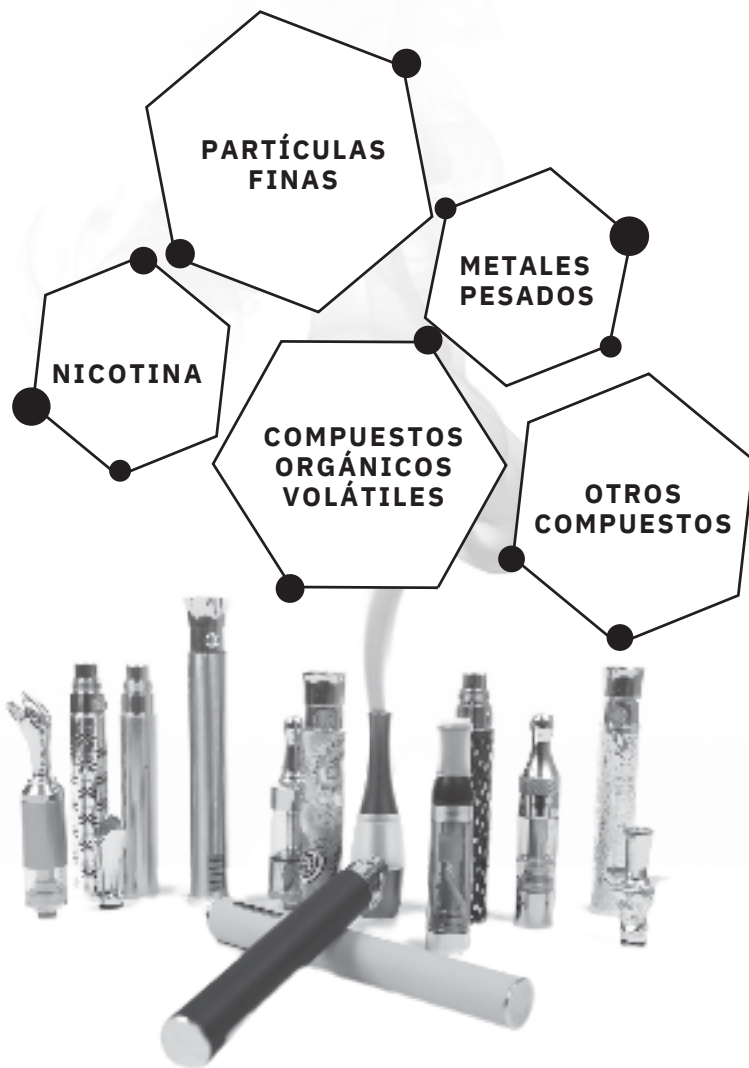 PARTÍCULAS
FINAS
METALES
PESADOS
NICOTINA
COMPUESTOS
ORGÁNICOS
VOLÁTILES
OTROS
COMPUESTOS